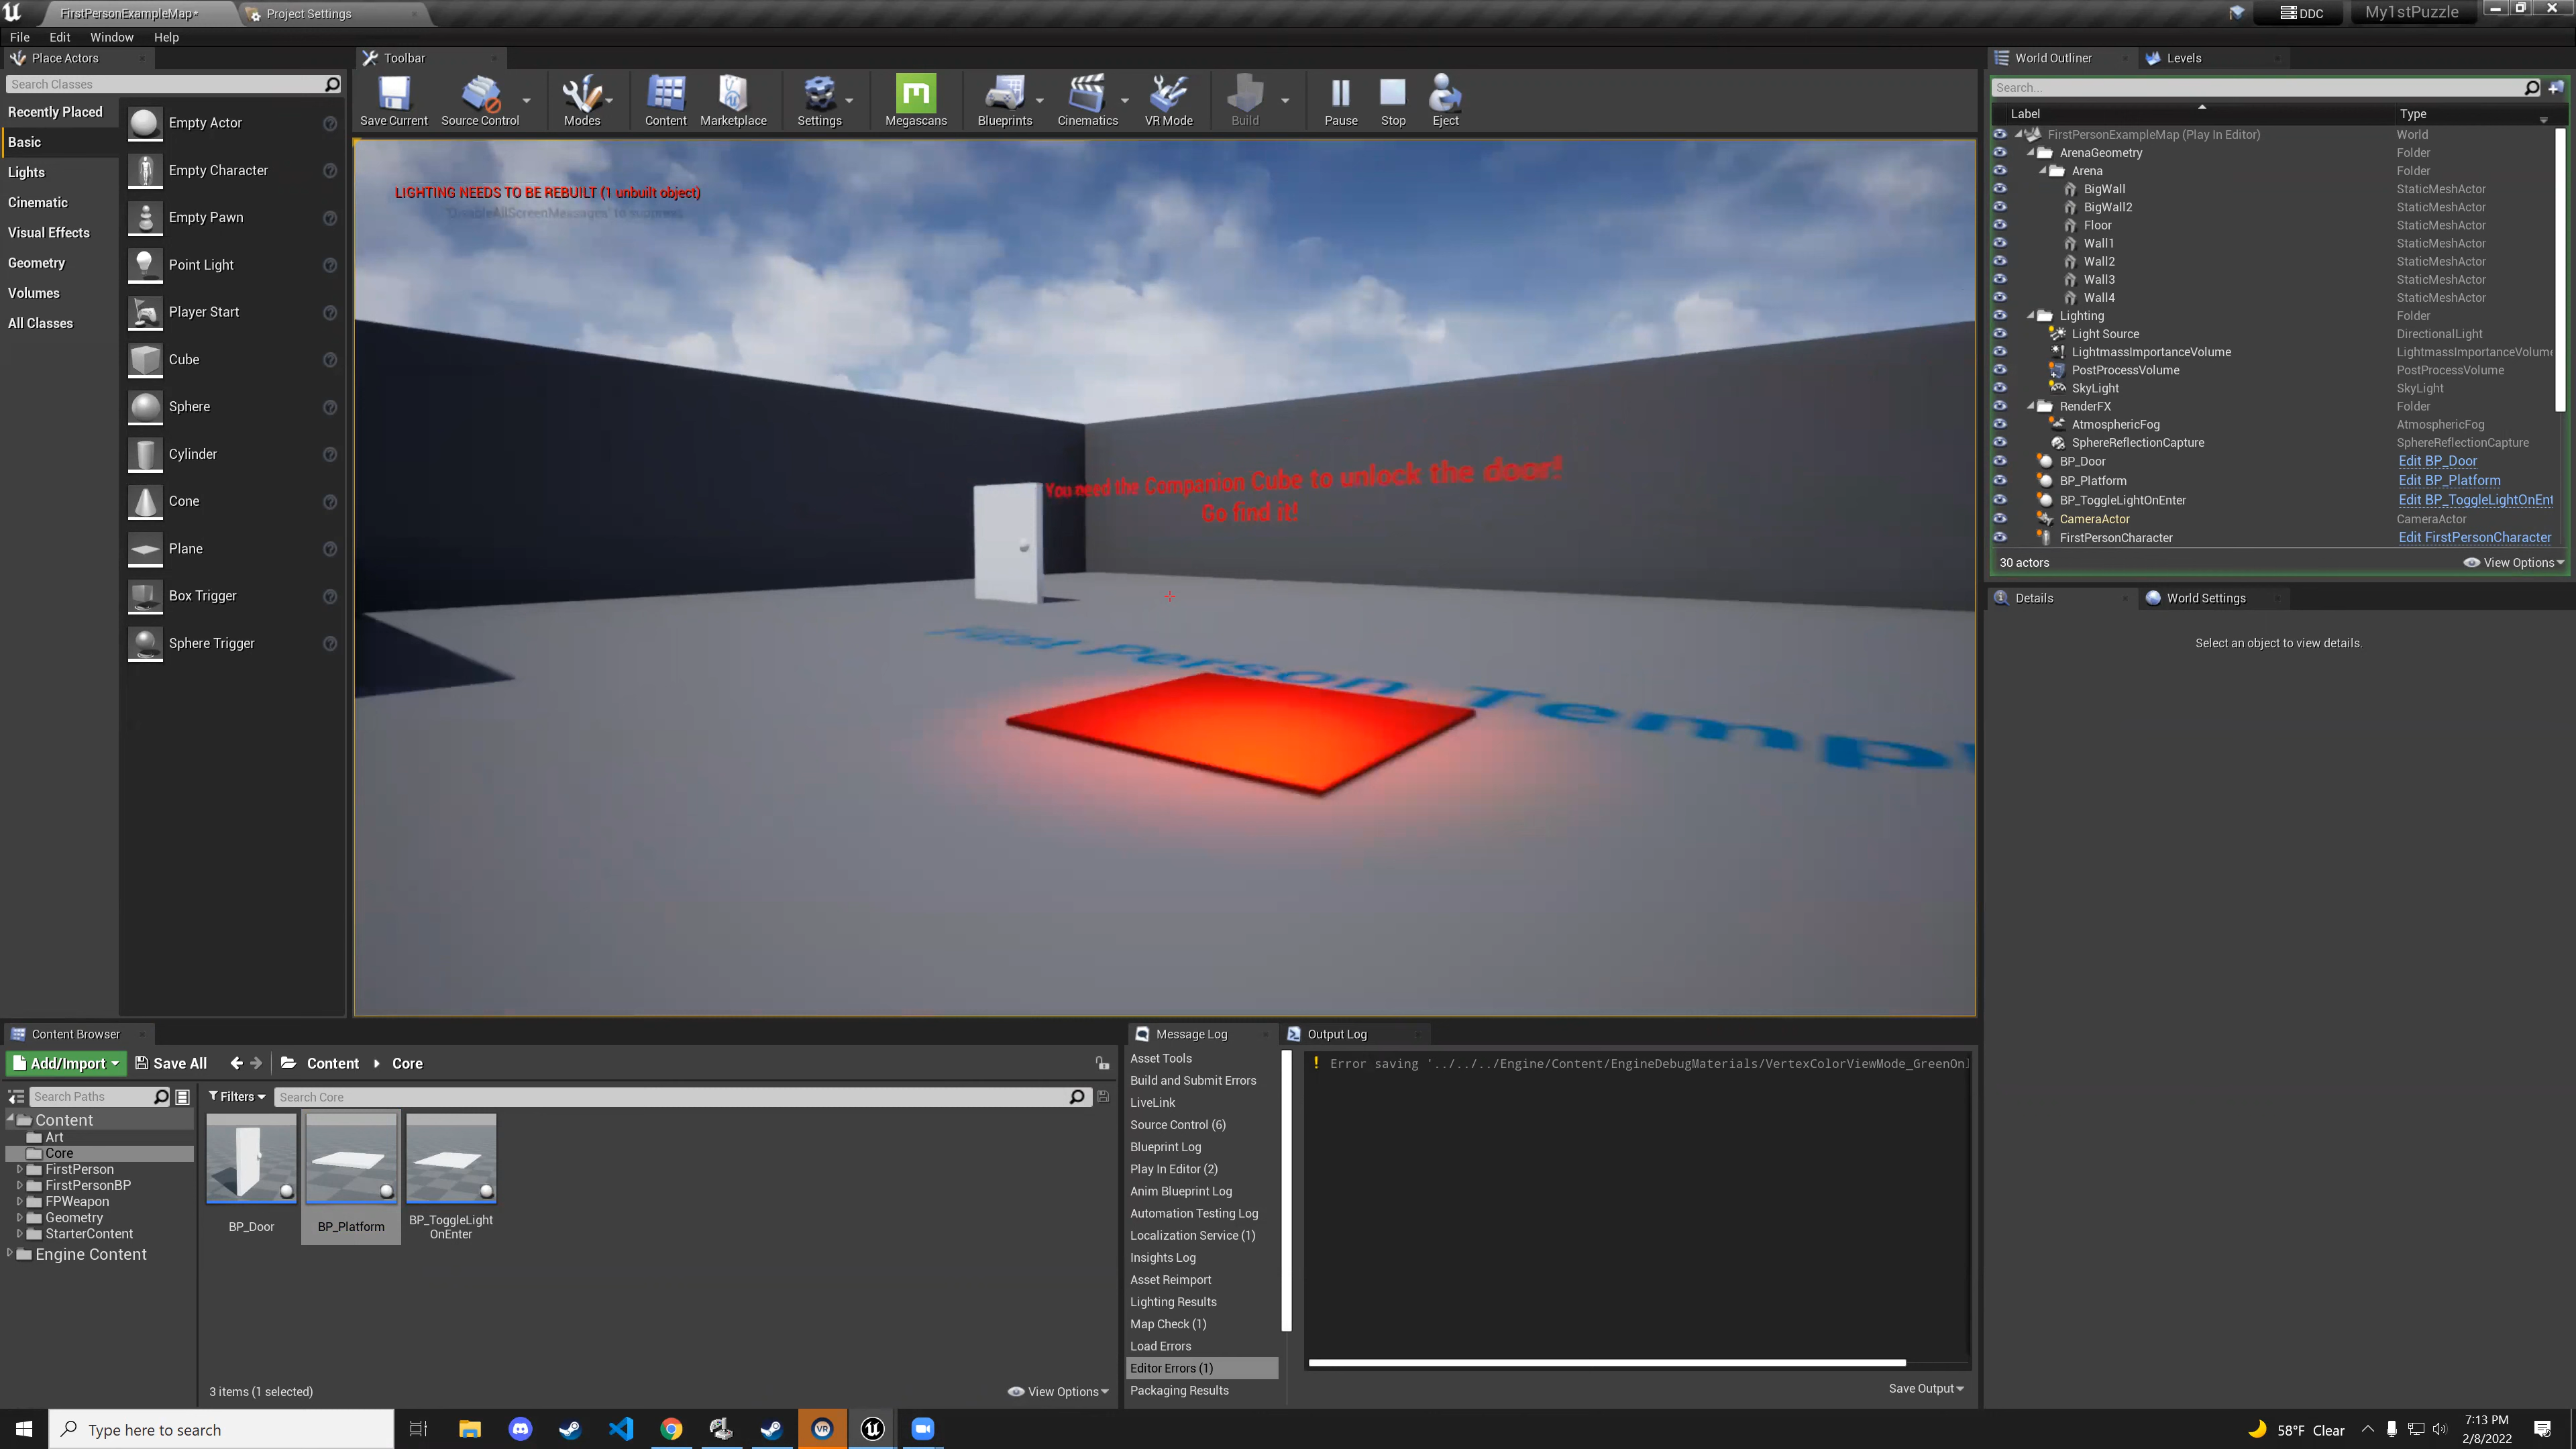 FirstPersonExampleMap*
Project Settings
DDC
My1stPuzzle
File Edit Window Help
Place Actors
Toolbar
World Outliner
Levels
Search Classes
Recently Placed
Basic
Lights
Cinematic
Visual Effects
Geometry
Volumes
All Classes
Empty Actor
Empty Character
Empty Pawn
Point Light
Player Start
Cube
Sphere
Cylinder
Cone
Plane
Box Trigger
Sphere Trigger
Save Current
Source Control
Modes
Content
Marketplace
Settings
Megascans
Blueprints
Cinematics
VR Mode
Build
Pause
Stop
Eject
LIGHTING NEEDS TO BE REBUILT (1 unbuilt object)
'DisableAllScreenMessages' to suppress
You need the Companion Cube to unlock the door!
Go find it!
First Person Templ
Search...
Label Type
FirstPersonExampleMap (Play In Editor) World
ArenaGeometry Folder
Arena Folder
BigWall StaticMeshActor
BigWall2 StaticMeshActor
Floor StaticMeshActor
Wall1 StaticMeshActor
Wall2 StaticMeshActor
Wall3 StaticMeshActor
Wall4 StaticMeshActor
Lighting Folder
Light Source DirectionalLight
LightmassImportanceVolume LightmassImportanceVolume
PostProcessVolume PostProcessVolume
SkyLight SkyLight
RenderFX Folder
AtmosphericFog AtmosphericFog
SphereReflectionCapture SphereReflectionCapture
BP_Door Edit BP_Door
BP_Platform Edit BP_Platform
BP_ToggleLightOnEnter Edit BP_ToggleLightOnEnt
CameraActor CameraActor
FirstPersonCharacter Edit FirstPersonCharacter
30 actors
View Options
Details
World Settings
Select an object to view details.
Content Browser
Add/Import
Save All
Content
Core
Search Paths
Filters
Search Core
Content
Art
Core
FirstPerson
FirstPersonBP
FPWeapon
Geometry
StarterContent
Engine Content
BP_Door
BP_Platform
BP_ToggleLight
OnEnter
3 items (1 selected)
View Options
Message Log
Output Log
Asset Tools
Build and Submit Errors
LiveLink
Source Control (6)
Blueprint Log
Play In Editor (2)
Anim Blueprint Log
Automation Testing Log
Localization Service (1)
Insights Log
Asset Reimport
Lighting Results
Map Check (1)
Load Errors
Editor Errors (1)
Packaging Results
Error saving '../../../Engine/Content/EngineDebugMaterials/VertexColorViewMode_GreenOnl
Save Output
Type here to search
VR
58°F Clear
7:13 PM
2/8/2022